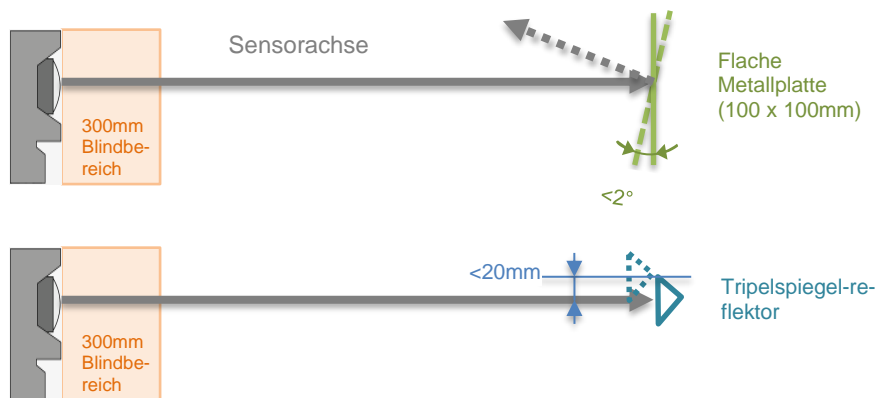 Sensorachse
Flache
Metallplatte
(100 x 100mm)
300mm
Blindbe-
reich
<2°
<20mm
Tripelspiegel-re-
flektor
300mm
Blindbe-
reich